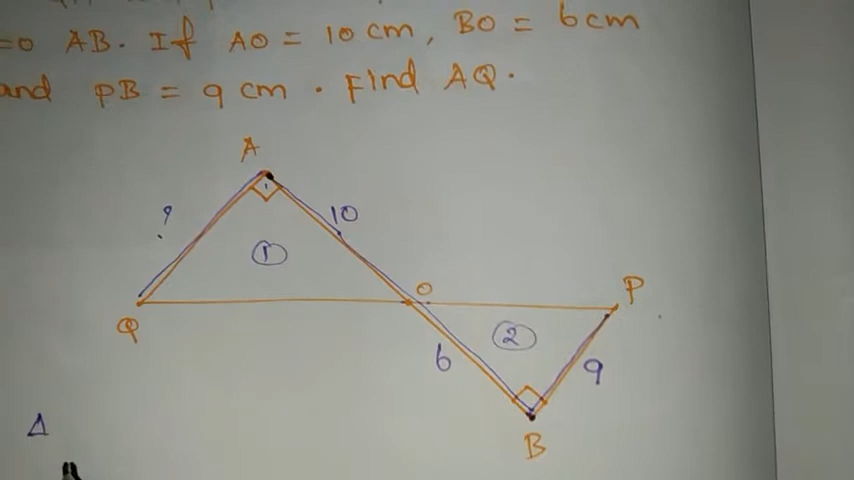 =0 AB. If AO = 10 cm, BO = 6 cm
and PB = 9 cm. Find AQ.
A
?
10
1
O
P
Q
2
6
9
B
Δ